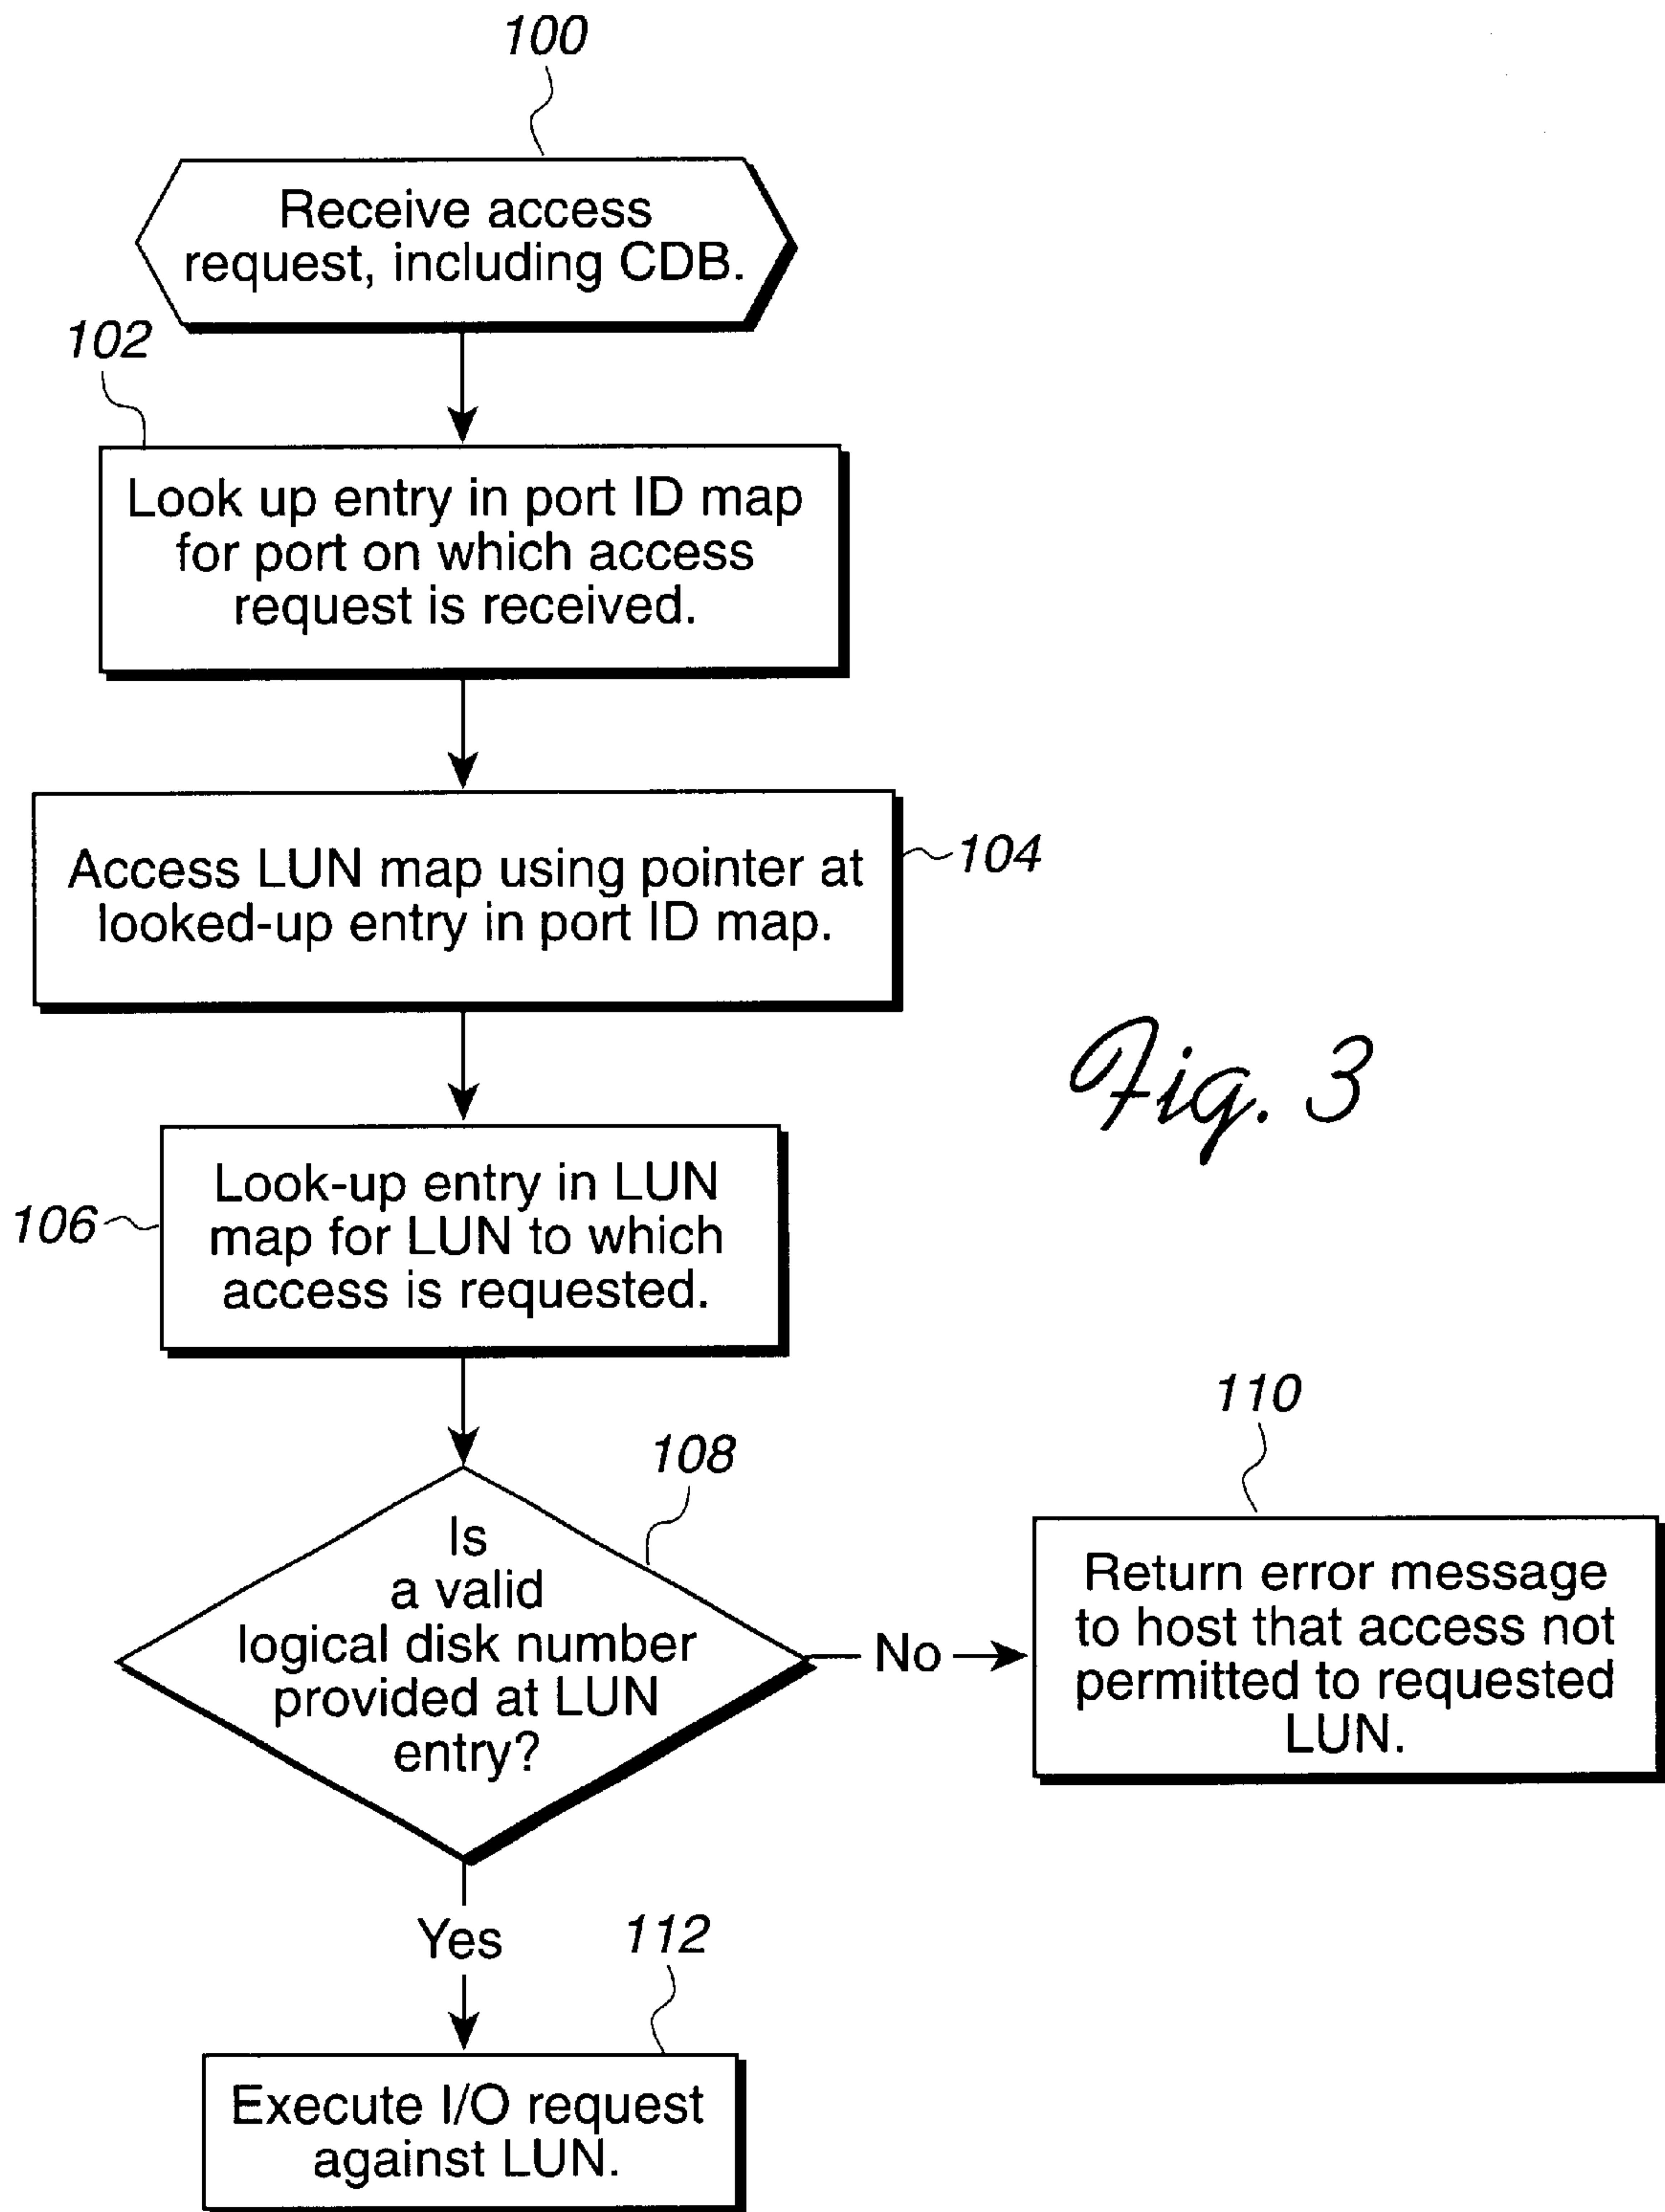 100
Receive access
request, including CDB.
102
Look up entry in port ID map
for port on which access
request is received.
Access LUN map using pointer at
looked-up entry in port ID map.
104
Fig. 3
Look-up entry in LUN
map for LUN to which
access is requested.
106
108
Is
a valid
logical disk number
provided at LUN
entry?
No
110
Return error message
to host that access not
permitted to requested
LUN.
Yes
112
Execute I/O request
against LUN.